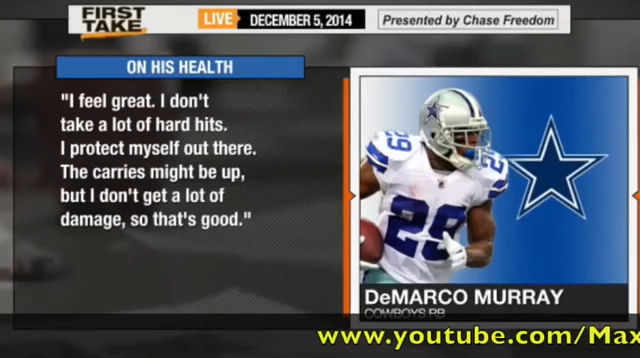 FIRST
TAKE
LIVE DECEMBER 5, 2014
Presented by Chase Freedom
ON HIS HEALTH
"I feel great. I don't
take a lot of hard hits.
I protect myself out there.
The carries might be up,
but I don't get a lot of
damage, so that's good."
29
29
29
DeMARCO MURRAY
COWBOYS RB
www.youtube.com/Max